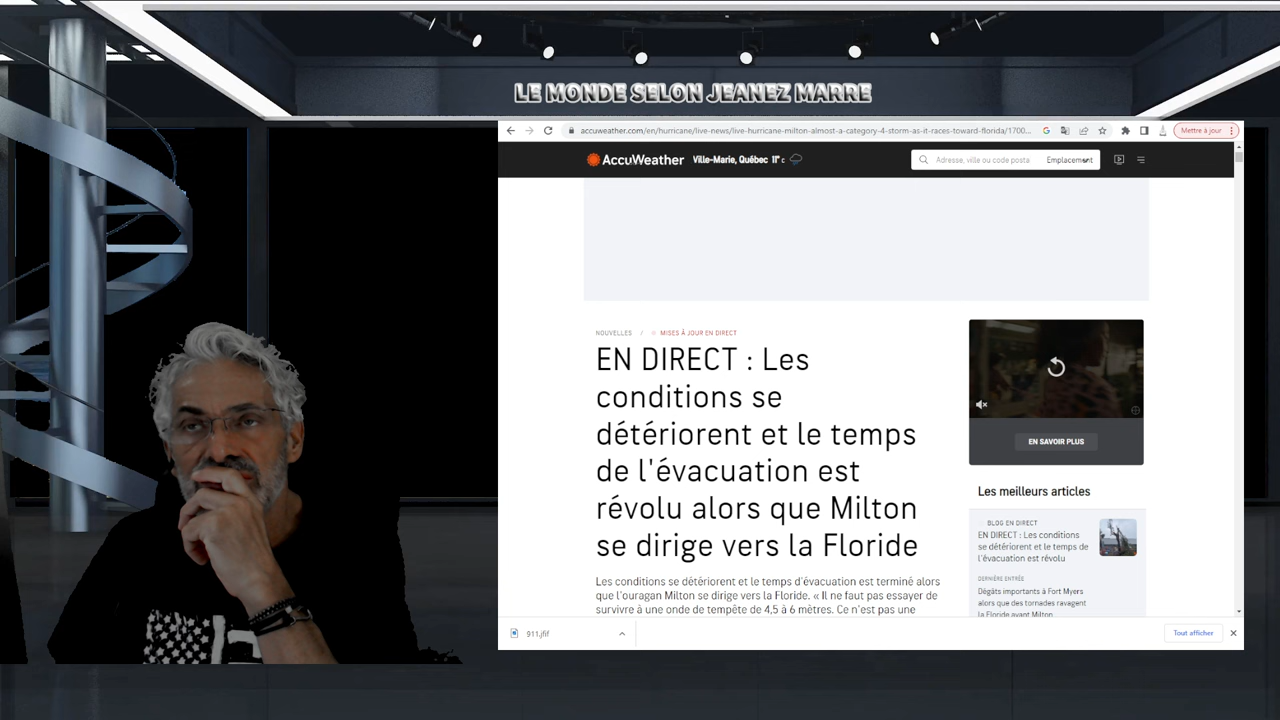 LE MONDE SELON JEANEZ MARRE
accuweather.com/en/hurricane/live-news/live-hurricane-milton-almost-a-category-4-storm-as-it-races-toward-florida/1700...
Mettre à jour
AccuWeather
Ville-Marie, Québec 11° c
Adresse, ville ou code posta
Emplacement
NOUVELLES / MISES À JOUR EN DIRECT
EN DIRECT : Les
conditions se
détériorent et le temps
de l'évacuation est
révolu alors que Milton
se dirige vers la Floride
Les conditions se détériorent et le temps d'évacuation est terminé alors
que l'ouragan Milton se dirige vers la Floride. « Il ne faut pas essayer de
survivre à une onde de tempête de 4,5 à 6 mètres. Ce n'est pas une
EN SAVOIR PLUS
Les meilleurs articles
BLOG EN DIRECT
EN DIRECT : Les conditions
se détériorent et le temps de
l'évacuation est révolu
DERNIÈRE ENTRÉE
Dégâts importants à Fort Myers
alors que des tornades ravagent
la Floride avant Milton
911.jfif
Tout afficher